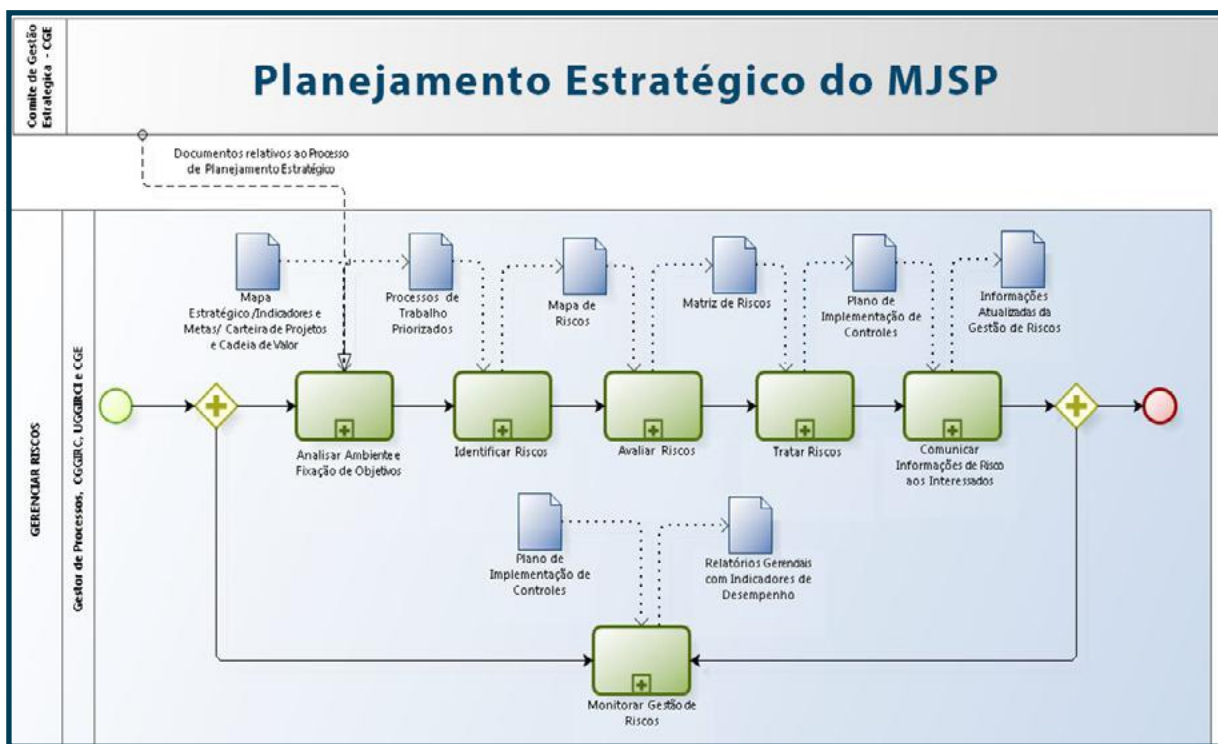 Comite de Gestão
Estrategica - CGE
Planejamento Estratégico do MJSP
Documentos relativos ao Processo
de Planejamento Estratégico
GERENCIAR RISCOS
Gestor de Processos, CGGIRC, UGGIRCI e CGE
Mapa
Estratégico /Indicadores e
Metas/ Carteira de Projetos
e Cadeia de Valor
Processos de
Trabalho
Priorizados
Mapa de
Riscos
Matriz de Riscos
Plano de
Implementação de
Controles
Informações
Atualizadas da
Gestão de Riscos
Analisar Ambiente e
Fixação de Objetivos
Identificar Riscos
Avaliar Riscos
Tratar Riscos
Comunicar
Informações de Risco
aos Interessados
Plano de
Implementação de
Controles
Relatórios Gerenciais
com Indicadores de
Desempenho
Monitorar Gestão de
Riscos